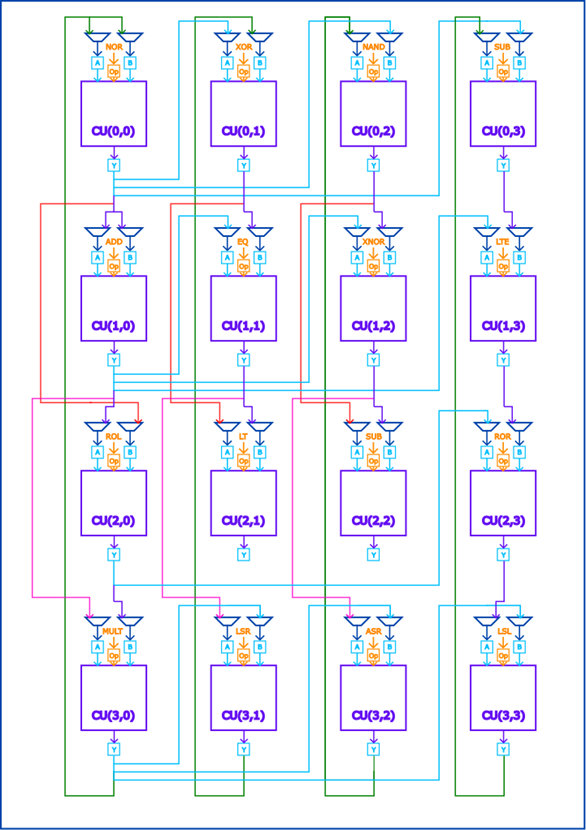 NOR XOR NAND SUB
A Op B A Op B A Op B A Op B
CU(0,0) CU(0,1) CU(0,2) CU(0,3)
Y Y Y Y
ADD EQ XNOR LTE
A Op B A Op B A Op B A Op B
CU(1,0) CU(1,1) CU(1,2) CU(1,3)
Y Y Y Y
ROL LT SUB ROR
A Op B A Op B A Op B A Op B
CU(2,0) CU(2,1) CU(2,2) CU(2,3)
Y Y Y Y
MULT LSR ASR LSL
A Op B A Op B A Op B A Op B
CU(3,0) CU(3,1) CU(3,2) CU(3,3)
Y Y Y Y